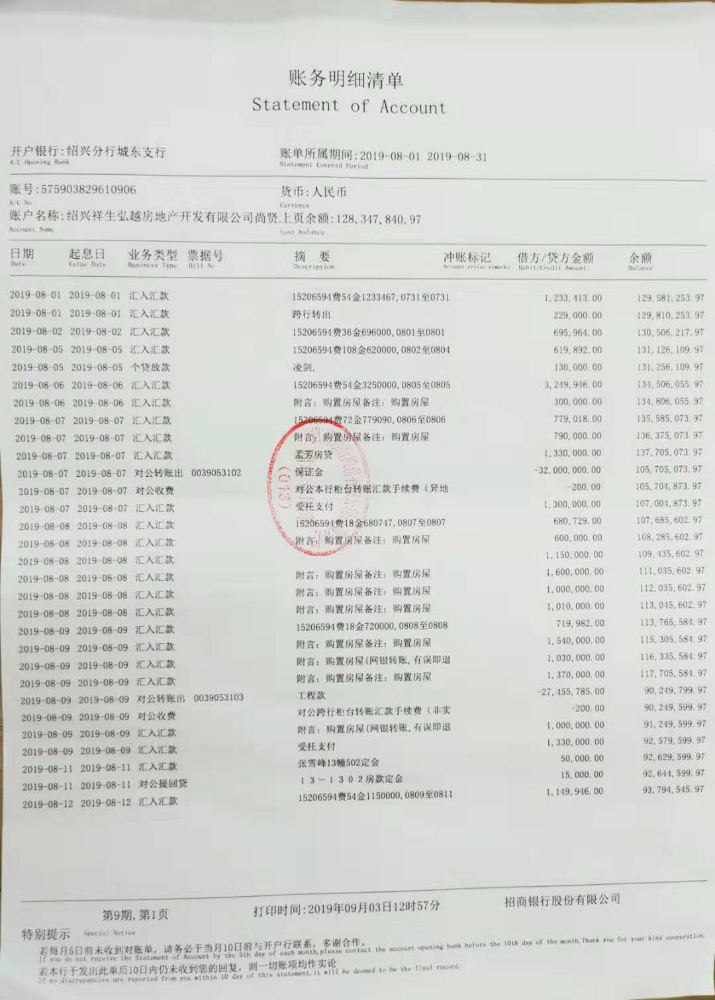 账务明细清单
Statement of Account
开户银行:绍兴分行城东支行 账单所属期间:2019-08-01 2019-08-31
A/C Opening Bank Statement Covered Period
账号:575903829610906 货币:人民币
A/C No. Currency
账户名称:绍兴祥生弘越房地产开发有限公司尚贤 上页余额:128,347,840.97
Account Name Last balance
日期 起息日 业务类型 票据号 摘 要 冲账标记 借方/贷方金额 余额
Date Value Date Business Type Bill No Description Account revise remarks Debit/Credit Amount Balance
2019-08-01 2019-08-01 汇入汇款 15206594费54金1233467,0731至0731 1,233,413.00 129,581,253.97
2019-08-01 2019-08-01 汇入汇款 跨行转出 229,000.00 129,810,253.97
2019-08-02 2019-08-02 汇入汇款 15206594费36金696000,0801至0801 695,964.00 130,506,217.97
2019-08-05 2019-08-05 汇入汇款 15206594费108金620000,0802至0804 619,892.00 131,126,109.97
2019-08-05 2019-08-05 个贷放款 凌剑, 130,000.00 131,256,109.97
2019-08-06 2019-08-06 汇入汇款 15206594费54金3250000,0805至0805 3,249,946.00 134,506,055.97
2019-08-06 2019-08-06 汇入汇款 附言：购置房屋备注：购置房屋 300,000.00 134,806,055.97
2019-08-07 2019-08-07 汇入汇款 15206594费72金779090,0806至0806 779,018.00 135,585,073.97
2019-08-07 2019-08-07 汇入汇款 附言：购置房屋备注：购置房屋 790,000.00 136,375,073.97
2019-08-07 2019-08-07 汇入汇款 孟芳房贷 1,330,000.00 137,705,073.97
2019-08-07 2019-08-07 对公转账出 0039053102 保证金 -32,000,000.00 105,705,073.97
2019-08-07 2019-08-07 对公收费 对公本行柜台转账汇款手续费（异地 -200.00 105,704,873.97
2019-08-07 2019-08-07 汇入汇款 受托支付 1,300,000.00 107,004,873.97
2019-08-08 2019-08-08 汇入汇款 15206594费18金680747,0807至0807 680,729.00 107,685,602.97
2019-08-08 2019-08-08 汇入汇款 附言：购置房屋备注：购置房屋 600,000.00 108,285,602.97
2019-08-08 2019-08-08 汇入汇款 1,150,000.00 109,435,602.97
2019-08-08 2019-08-08 汇入汇款 附言：购置房屋备注：购置房屋 1,600,000.00 111,035,602.97
2019-08-08 2019-08-08 汇入汇款 附言：购置房屋备注：购置房屋 1,000,000.00 112,035,602.97
2019-08-08 2019-08-08 汇入汇款 附言：购置房屋备注：购置房屋 1,010,000.00 113,045,602.97
2019-08-09 2019-08-09 汇入汇款 15206594费18金720000,0808至0808 719,982.00 113,765,584.97
2019-08-09 2019-08-09 汇入汇款 附言：购置房屋备注：购置房屋 1,540,000.00 115,305,584.97
2019-08-09 2019-08-09 汇入汇款 附言：购置房屋(网银转账,有误即退 1,030,000.00 116,335,584.97
2019-08-09 2019-08-09 汇入汇款 附言：购置房屋备注：购置房屋 1,370,000.00 117,705,584.97
2019-08-09 2019-08-09 对公转账出 0039053103 工程款 -27,455,785.00 90,249,799.97
2019-08-09 2019-08-09 对公收费 对公跨行柜台转账汇款手续费（非实 -200.00 90,249,599.97
2019-08-09 2019-08-09 汇入汇款 附言：购置房屋(网银转账,有误即退 1,000,000.00 91,249,599.97
2019-08-09 2019-08-09 汇入汇款 受托支付 1,330,000.00 92,579,599.97
2019-08-11 2019-08-11 汇入汇款 张雪峰13幢502定金 50,000.00 92,629,599.97
2019-08-11 2019-08-11 对公提回贷 １３－１３０２房款定金 15,000.00 92,644,599.97
2019-08-12 2019-08-12 汇入汇款 15206594费54金1150000,0809至0811 1,149,946.00 93,794,545.97
(013)
第9期,第1页 打印时间:2019年09月03日12时57分 招商银行股份有限公司
特别提示 Special Notice
若每月5日前未收到对账单，请务必于当月10日前与开户行联系，多谢合作。
If you do not receive the Statement of Account by the 5th day of each month,please contact the account opening bank before the 10th day of the month.Thank you for your kind cooperation.
若本行于发出此单后10日内仍未收到您的回复，则一切账项均作实论
If no discrepancies are reported from you within 10 day of this statement,it will be deemed to be the final record.